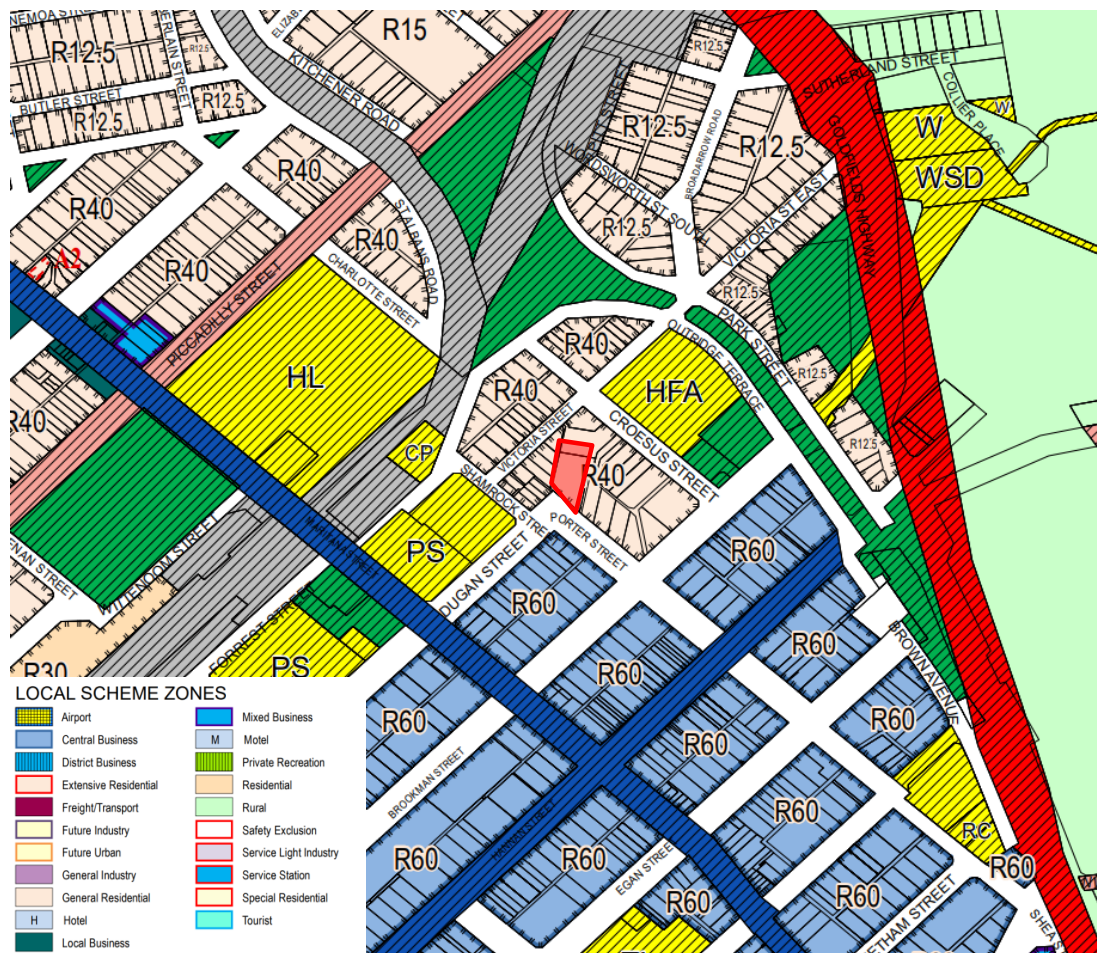 R15
R12.5
R12.5
R12.5
KITCHENER ROAD
BUTLER STREET
R12.5
R12.5
SUTHERLAND STREET
COLLIER PLACE
W
W
WSD
GOLDFIELDS HIGHWAY
R12.5
R12.5
BROADARROW ROAD
WORDSWORTH ST SOUTH
R12.5
VICTORIA ST EAST
R12.5
R40
R40
R40
R40
A2
ST ALBANS ROAD
CHARLOTTE STREET
PICCADILLY STREET
HL
PARK STREET
OUTRIDGE TERRACE
R12.5
R12.5
R40
R40
HFA
CROESUS STREET
VICTORIA STREET
R40
R40
CP
SHAMROCK STREET
PORTER STREET
PS
DUGAN STREET
MARITANA STREET
FORREST STREET
PS
R30
R60
R60
R60
R60
R60
BROWN AVENUE
R60
R60
R60
R60
BROOKMAN STREET
R60
R60
HANNAN STREET
EGAN STREET
R60
R60
RC
R60
LOCAL SCHEME ZONES
Airport
Central Business
District Business
Extensive Residential
Freight/Transport
Future Industry
Future Urban
General Industry
General Residential
H Hotel
Local Business
Mixed Business
M Motel
Private Recreation
Residential
Rural
Safety Exclusion
Service Light Industry
Service Station
Special Residential
Tourist